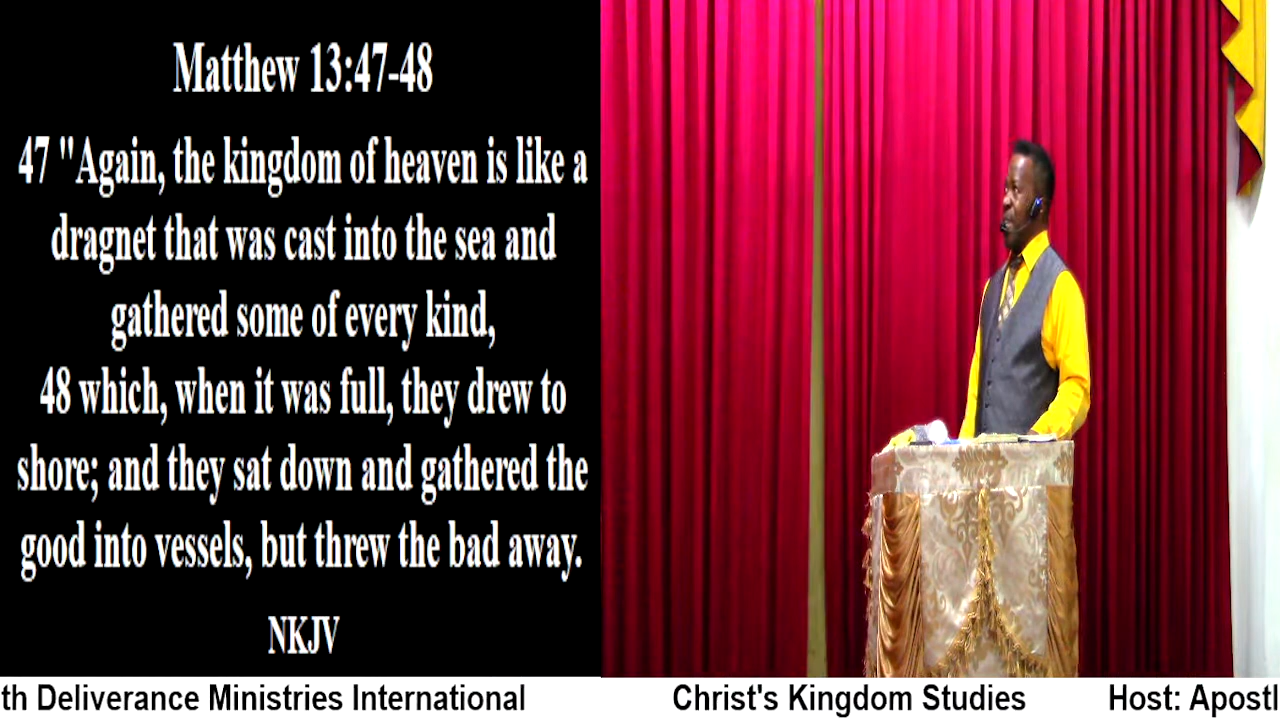 Matthew 13:47-48
47 "Again, the kingdom of heaven is like a
dragnet that was cast into the sea and
gathered some of every kind,
48 which, when it was full, they drew to
shore; and they sat down and gathered the
good into vessels, but threw the bad away.
NKJV
th Deliverance Ministries International Christ's Kingdom Studies Host: Apostl